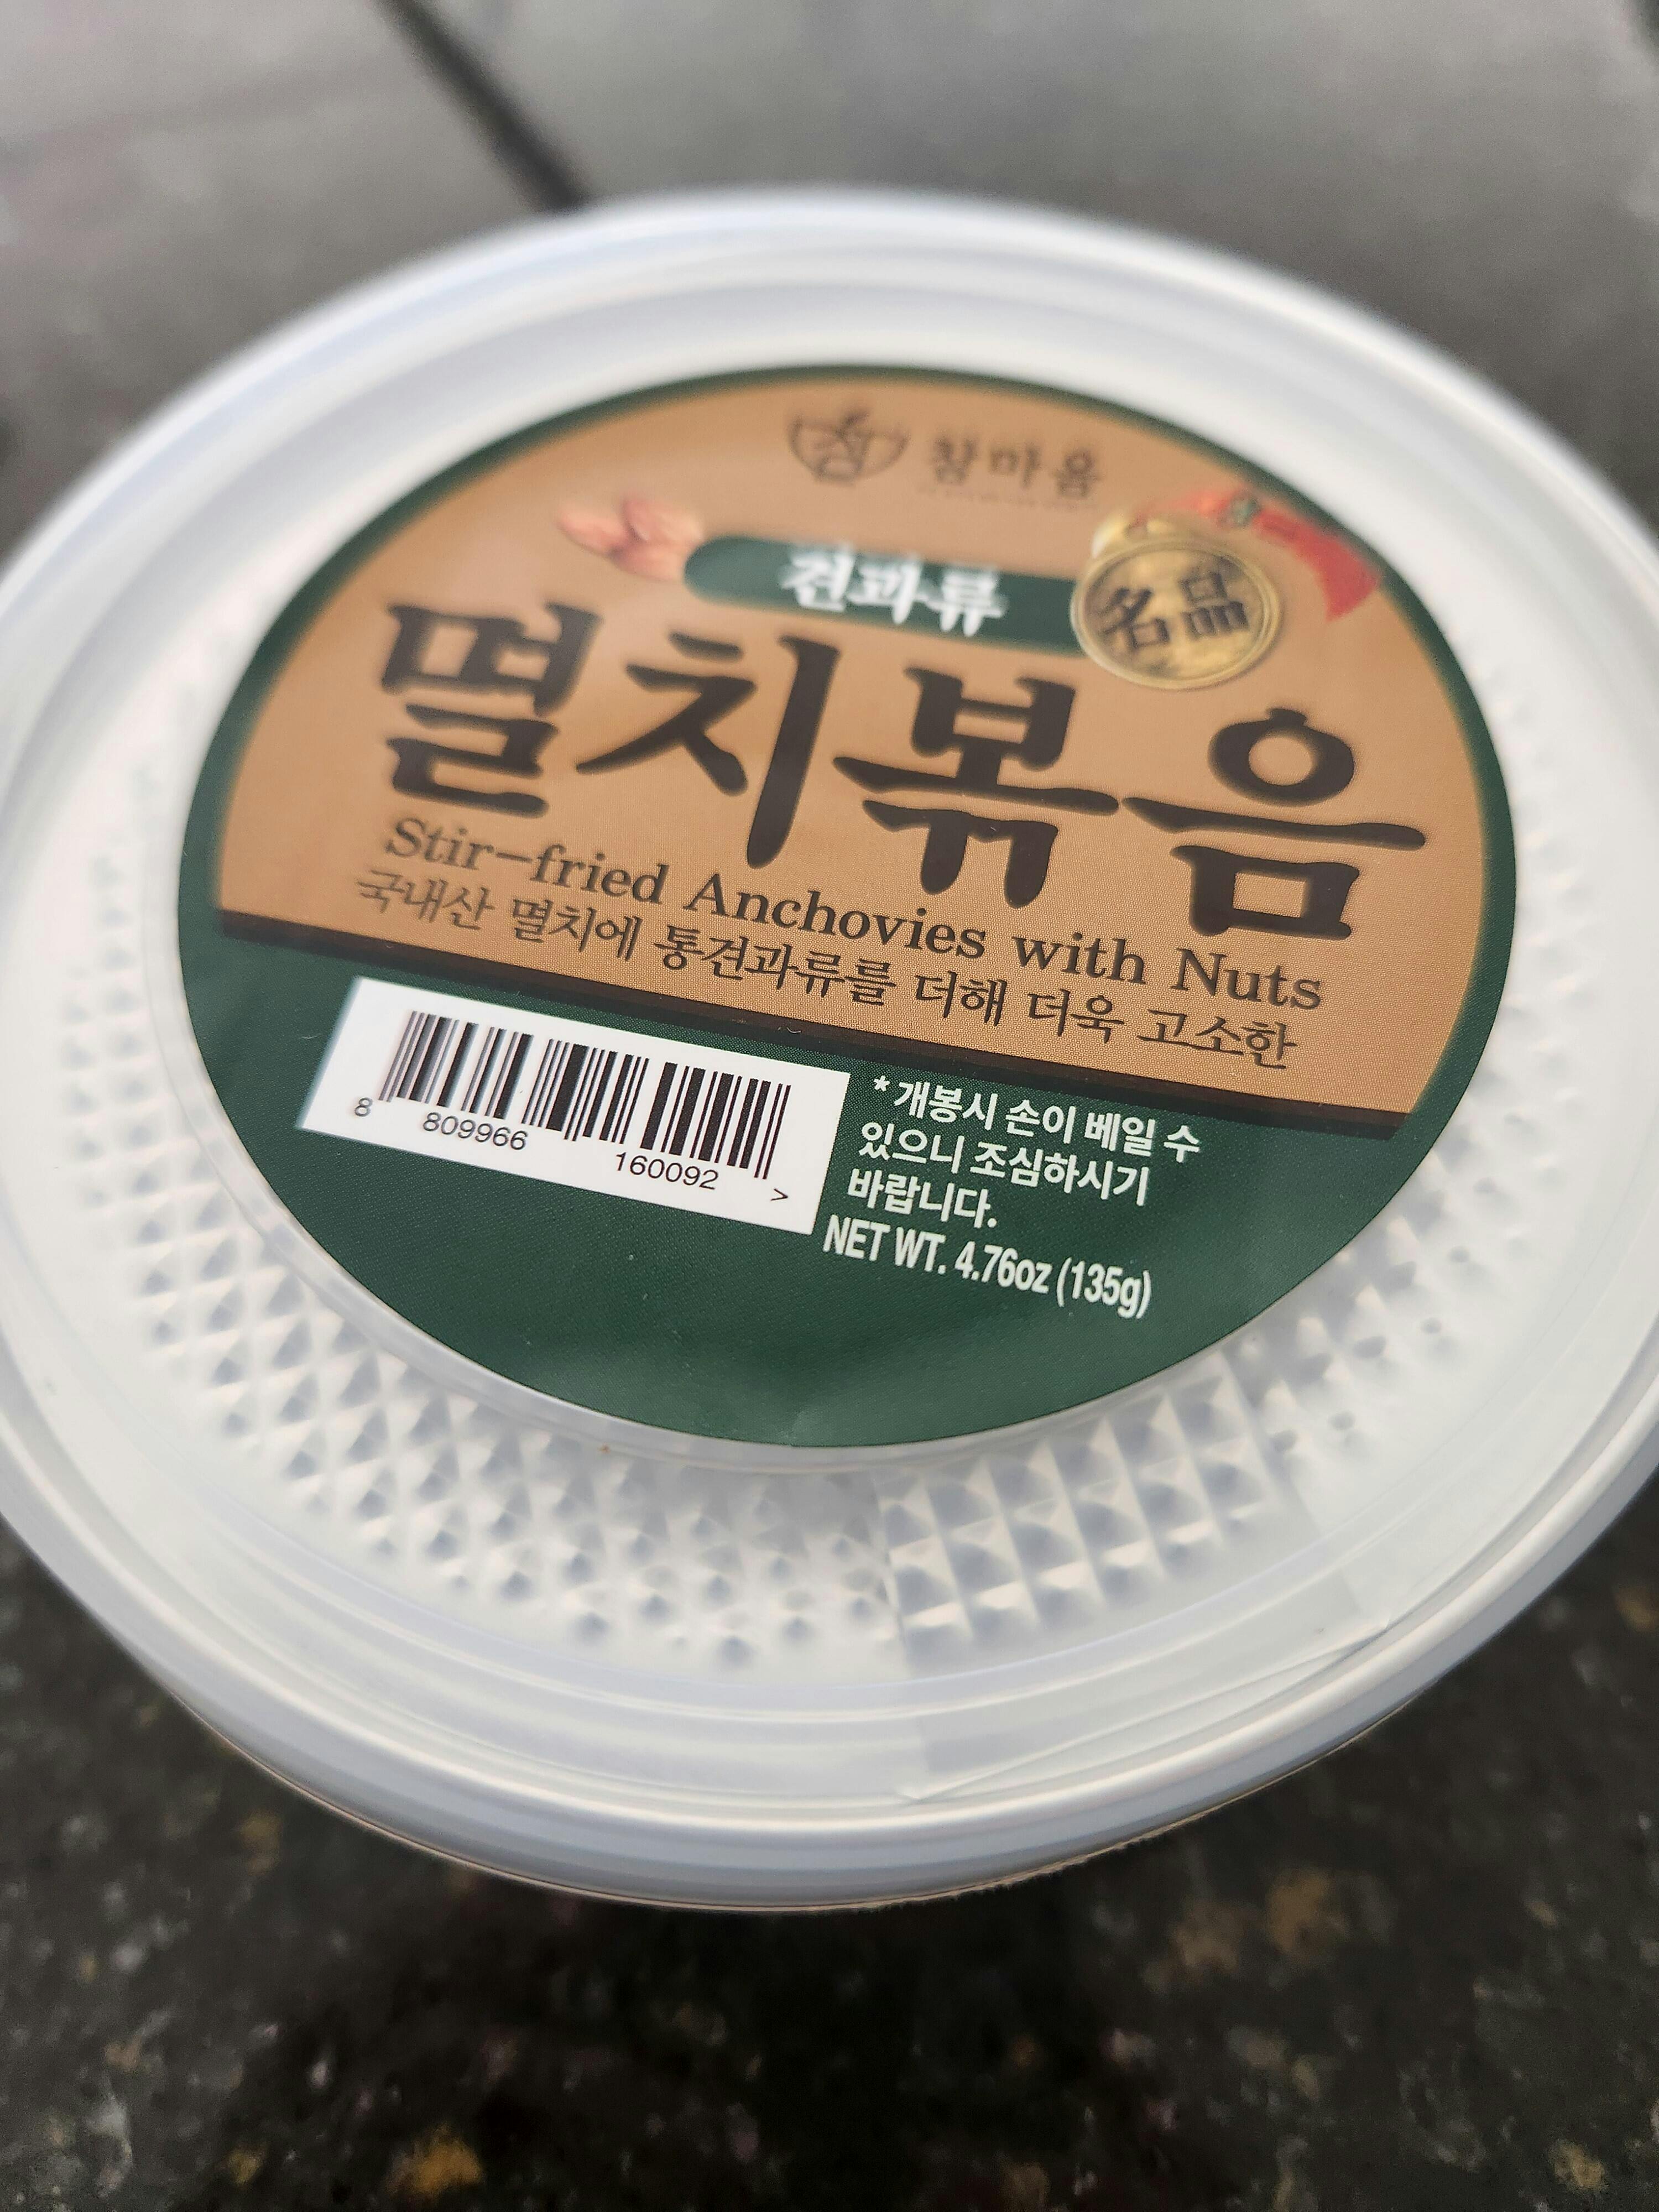 참 참마음
견과류
名品
멸치볶음
Stir-fried Anchovies with Nuts
국내산 멸치에 통견과류를 더해 더욱 고소한
8 809966 160092 >
* 개봉시 손이 베일 수
있으니 조심하시기
바랍니다.
NET WT. 4.76oz (135g)